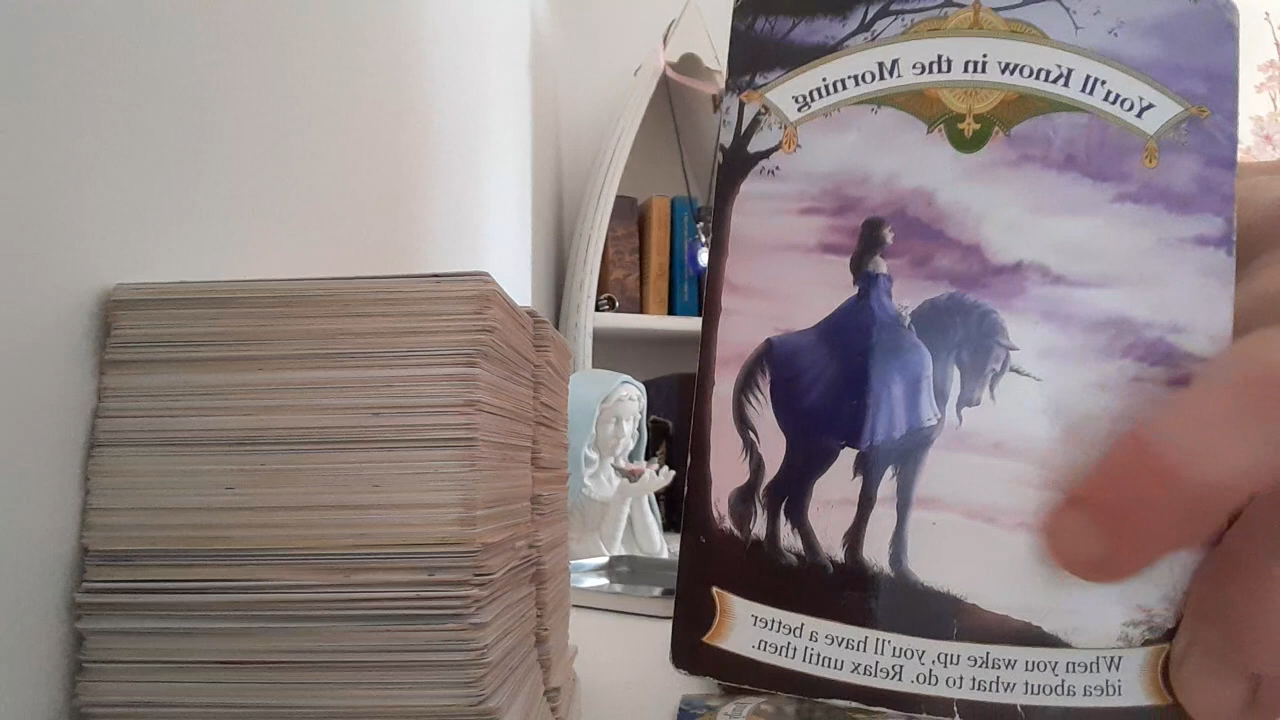 You'll Know in the Morning
When you wake up, you'll have a better
idea about what to do. Relax until then.